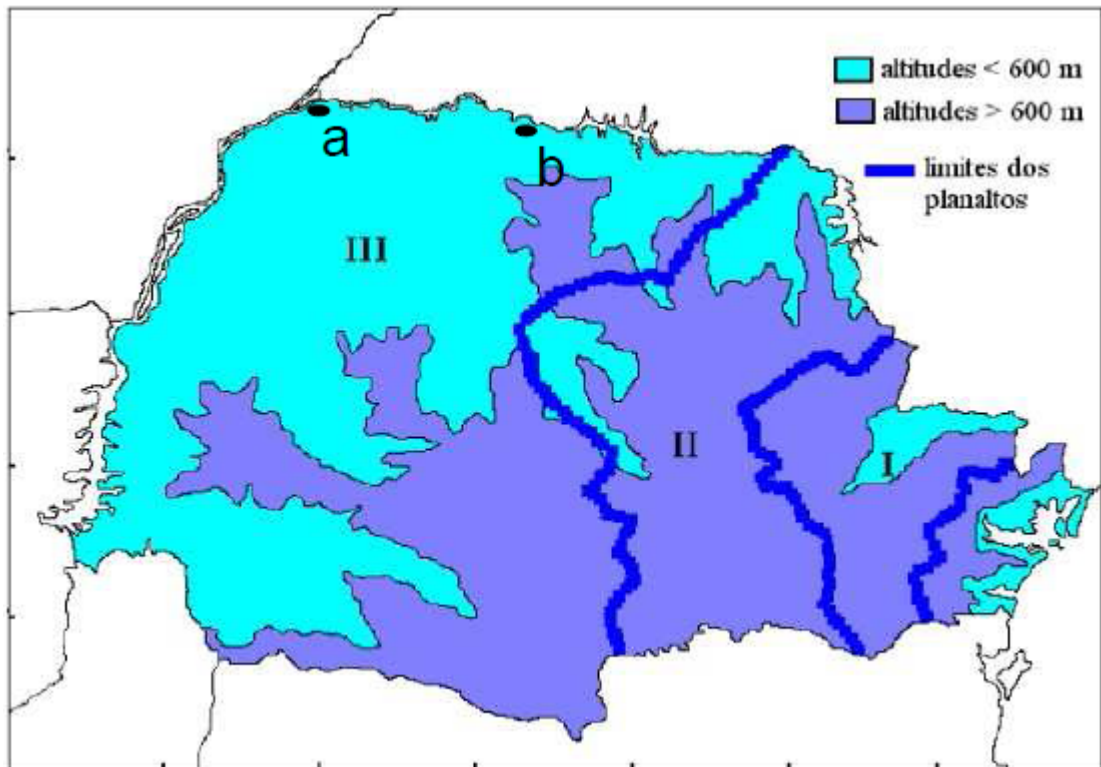 altitudes < 600 m
altitudes > 600 m
limites dos
planaltos
a
b
III
II
I